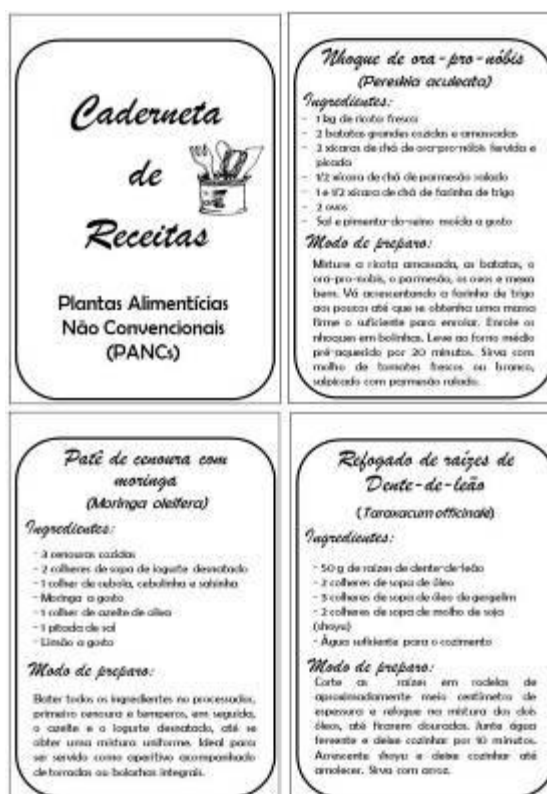 Caderneta
de
Receitas
Plantas Alimentícias
Não Convencionais
(PANCs)
Nhoque de ora-pro-nóbis
(Pereskia aculeata)
Ingredientes:
- 1 kg de ricota fresca
- 2 batatas grandes cozidas e amassadas
- 2 xícaras de chá de ora-pro-nóbis fervida e
picada
- 1/2 xícara de chá de parmesão ralado
- 1 e 1/2 xícara de chá de farinha de trigo
- 2 ovos
- Sal e pimenta-do-reino moída a gosto
Modo de preparo:
Misture a ricota amassada, as batatas, o
ora-pro-nobis, o parmesão, os ovos e mexa
bem. Vá acrescentando a farinha de trigo
aos poucos até que se obtenha uma massa
firme o suficiente para enrolar. Enrole os
nhoques em bolinhas. Leve ao forno médio
pré-aquecido por 20 minutos. Sirva com
molho de tomates frescos ou branco,
salpicado com parmesão ralado.
Patê de cenoura com
moringa
(Moringa oleifera)
Ingredientes:
- 3 cenouras cozidas
- 2 colheres de sopa de iogurte desnatado
- 1 colher de cebola, cebolinha e salsinha
- Moringa a gosto
- 1 colher de azeite de oliva
- 1 pitada de sal
- Limão a gosto
Modo de preparo:
Bater todos os ingredientes no processador,
primeiro cenoura e temperos, em seguida,
o azeite e o iogurte desnatado, até se
obter uma mistura uniforme. Ideal para
ser servido como aperitivo acompanhado
de torradas ou bolachas integrais.
Refogado de raízes de
Dente-de-leão
(Taraxacum officinale)
Ingredientes:
- 50 g de raízes de dente-de-leão
- 2 colheres de sopa de óleo
- 3 colheres de sopa de óleo de gergelim
- 2 colheres de sopa de molho de soja
(shoyu)
- Água suficiente para o cozimento
Modo de preparo:
Corte as raízes em rodelas de
aproximadamente meio centímetro de
espessura e refogue na mistura dos dois
óleos, até ficarem douradas. Junte água
fervente e deixe cozinhar por 10 minutos.
Acrescente shoyu e deixe cozinhar até
amolecer. Sirva com arroz.